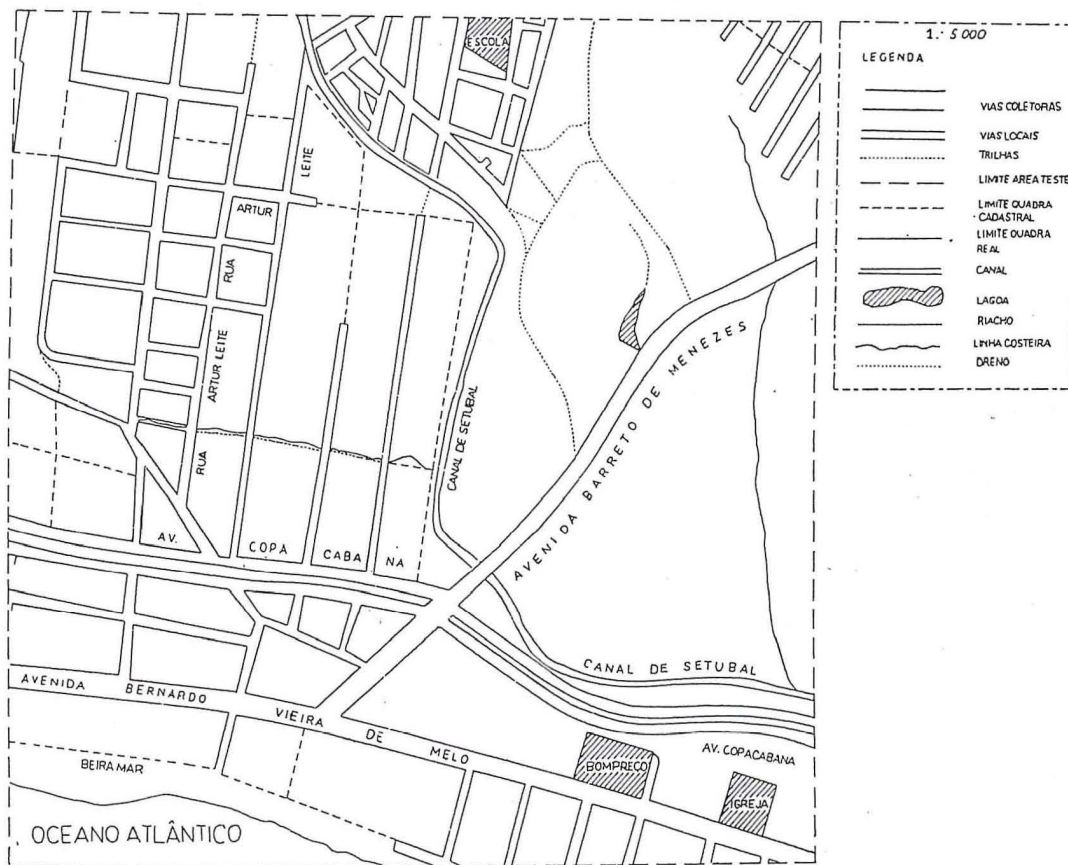 ESCOLA
LEITE
ARTUR
RUA
ARTUR LEITE
RUA
CANAL DE SETUBAL
AVENIDA BARRETO DE MENEZES
AV. COPA CABA NA
CANAL DE SETUBAL
AVENIDA BERNARDO VIEIRA DE MELO
AV. COPACABANA
BOMPREÇO
IGREJA
BEIRA MAR
OCEANO ATLÂNTICO
1.- 5 000
LEGENDA
VIAS COLETORAS
VIAS LOCAIS
TRILHAS
LIMITE AREA TESTE
LIMITE QUADRA
CADASTRAL
LIMITE QUADRA
REAL
CANAL
LAGOA
RIACHO
LINHA COSTEIRA
DRENO